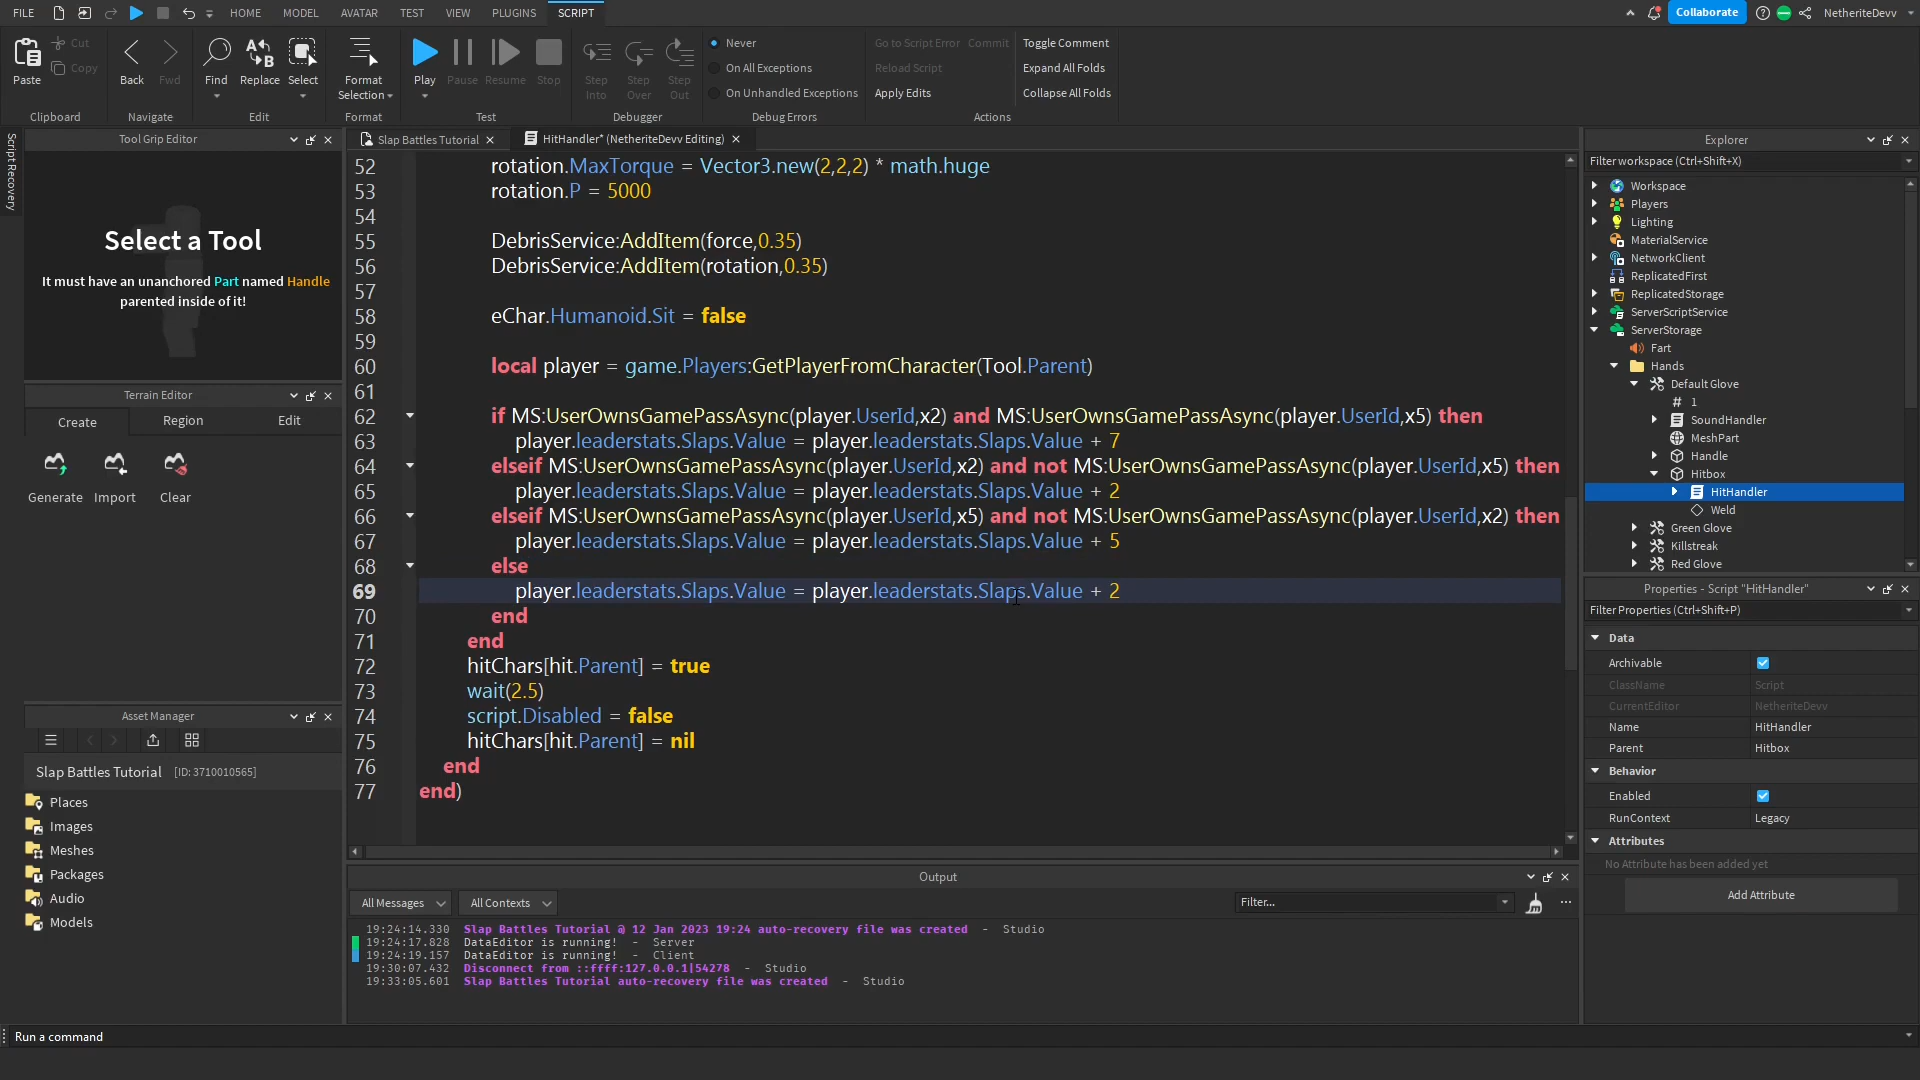 FILE HOME MODEL AVATAR TEST VIEW PLUGINS SCRIPT Collaborate NetheriteDevv
Paste Cut Copy
Clipboard
Back Fwd
Navigate
Find Replace Select
Edit
Format Selection
Format
Play Pause Resume Stop
Test
Step Into Step Over Step Out
Debugger
Never
On All Exceptions
On Unhandled Exceptions
Debug Errors
Go to Script Error Commit
Reload Script
Apply Edits
Toggle Comment
Expand All Folds
Collapse All Folds
Actions
Script Recovery
Tool Grip Editor
Select a Tool
It must have an unanchored Part named Handle
parented inside of it!
Terrain Editor
Create Region Edit
Generate Import Clear
Asset Manager
Slap Battles Tutorial [ID: 3710010565]
Places
Images
Meshes
Packages
Audio
Models
Slap Battles Tutorial HitHandler* (NetheriteDevv Editing)
52 rotation.MaxTorque = Vector3.new(2,2,2) * math.huge
53 rotation.P = 5000
54
55 DebrisService:AddItem(force,0.35)
56 DebrisService:AddItem(rotation,0.35)
57
58 eChar.Humanoid.Sit = false
59
60 local player = game.Players:GetPlayerFromCharacter(Tool.Parent)
61
62 if MS:UserOwnsGamePassAsync(player.UserId,x2) and MS:UserOwnsGamePassAsync(player.UserId,x5) then
63 player.leaderstats.Slaps.Value = player.leaderstats.Slaps.Value + 7
64 elseif MS:UserOwnsGamePassAsync(player.UserId,x2) and not MS:UserOwnsGamePassAsync(player.UserId,x5) then
65 player.leaderstats.Slaps.Value = player.leaderstats.Slaps.Value + 2
66 elseif MS:UserOwnsGamePassAsync(player.UserId,x5) and not MS:UserOwnsGamePassAsync(player.UserId,x2) then
67 player.leaderstats.Slaps.Value = player.leaderstats.Slaps.Value + 5
68 else
69 player.leaderstats.Slaps.Value = player.leaderstats.Slaps.Value + 2
70 end
71 end
72 hitChars[hit.Parent] = true
73 wait(2.5)
74 script.Disabled = false
75 hitChars[hit.Parent] = nil
76 end
77 end)
Output
All Messages All Contexts Filter...
19:24:14.330 Slap Battles Tutorial @ 12 Jan 2023 19:24 auto-recovery file was created - Studio
19:24:17.828 DataEditor is running! - Server
19:24:19.157 DataEditor is running! - Client
19:30:07.432 Disconnect from ::ffff:127.0.0.1|54278 - Studio
19:33:05.601 Slap Battles Tutorial auto-recovery file was created - Studio
Explorer
Filter workspace (Ctrl+Shift+X)
Workspace
Players
Lighting
MaterialService
NetworkClient
ReplicatedFirst
ReplicatedStorage
ServerScriptService
ServerStorage
Fart
Hands
Default Glove
# 1
SoundHandler
MeshPart
Handle
Hitbox
HitHandler
Weld
Green Glove
Killstreak
Red Glove
Properties - Script "HitHandler"
Filter Properties (Ctrl+Shift+P)
Data
Archivable
ClassName Script
CurrentEditor NetheriteDevv
Name HitHandler
Parent Hitbox
Behavior
Enabled
RunContext Legacy
Attributes
No Attribute has been added yet
Add Attribute
Run a command